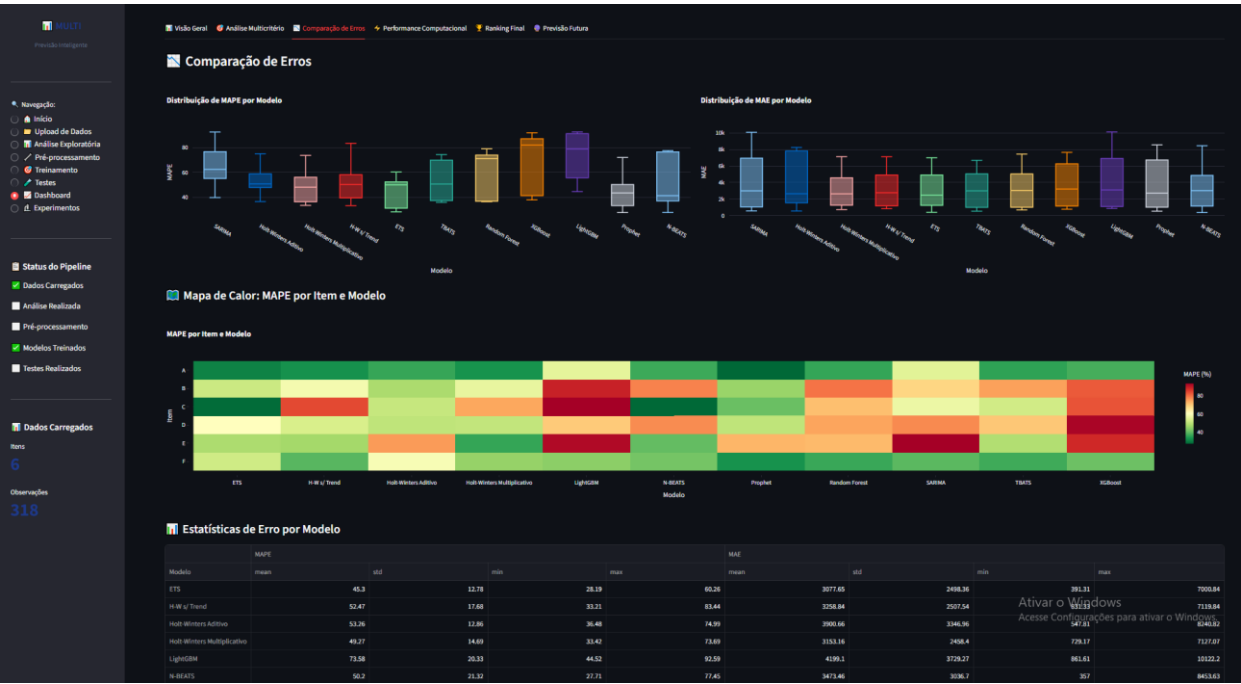 MULTI
Previsão Inteligente
Navegação:
Início
Upload de Dados
Análise Exploratória
Pré-processamento
Treinamento
Testes
Dashboard
Experimentos
Status do Pipeline
Dados Carregados
Análise Realizada
Pré-processamento
Modelos Treinados
Testes Realizados
Dados Carregados
Itens
6
Observações
318
Visão Geral Análise Multicritério Comparação de Erros Performance Computacional Ranking Final Previsão Futura
Comparação de Erros
Distribuição de MAPE por Modelo
MAPE
80
60
40
SARIMA Holt-Winters Aditivo Holt-Winters Multiplicativo H-W s/ Trend ETS TBATS Random Forest XGBoost LightGBM Prophet N-BEATS
Modelo
Distribuição de MAE por Modelo
MAE
10k
8k
6k
4k
2k
0
SARIMA Holt-Winters Aditivo Holt-Winters Multiplicativo H-W s/ Trend ETS TBATS Random Forest XGBoost LightGBM Prophet N-BEATS
Modelo
Mapa de Calor: MAPE por Item e Modelo
MAPE por Item e Modelo
Item
A
B
C
D
E
F
ETS H-W s/ Trend Holt-Winters Aditivo Holt-Winters Multiplicativo LightGBM N-BEATS Prophet Random Forest SARIMA TBATS XGBoost
Modelo
MAPE (%)
80
60
40
Estatísticas de Erro por Modelo
MAPE MAE
Modelo mean std min max mean std min max
ETS 45.3 12.78 28.19 60.26 3077.65 2498.36 391.31 7000.84
H-W s/ Trend 52.47 17.68 33.21 83.44 3258.84 2507.54 7119.84
Holt-Winters Aditivo 53.26 12.86 36.48 74.99 3900.66 3346.96 547.81 8240.82
Holt-Winters Multiplicativo 49.27 14.69 33.42 73.69 3153.16 2458.4 729.17 7127.07
LightGBM 73.58 20.33 44.52 92.59 4199.1 3729.27 861.61 10122.2
N-BEATS 50.2 21.32 27.71 77.45 3473.46 3036.7 357 8453.63
Ativar o Windows
Acesse Configurações para ativar o Windows.